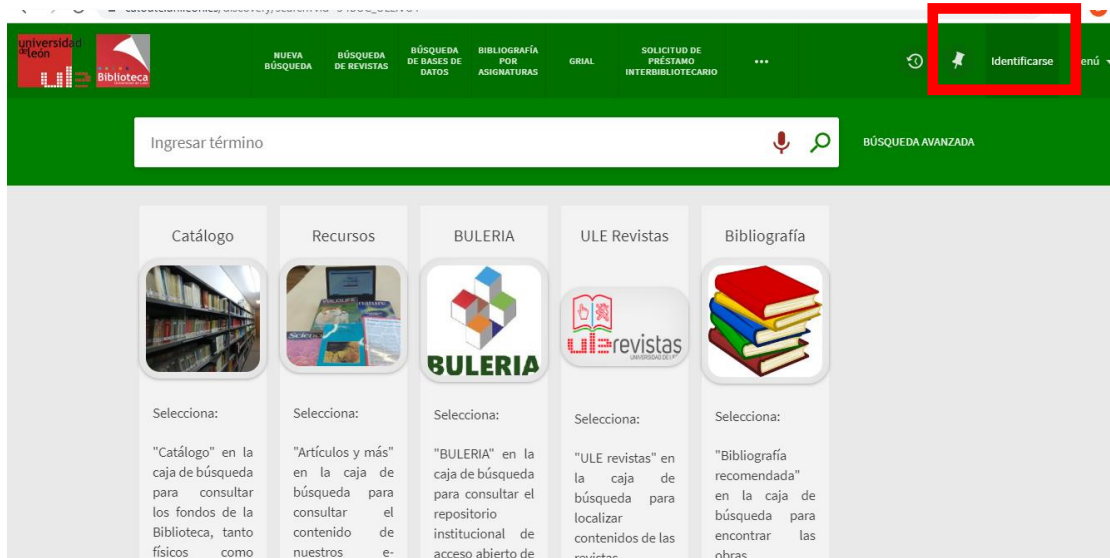 universidad
de león
Biblioteca
NUEVA
BÚSQUEDA
BÚSQUEDA
DE REVISTAS
BÚSQUEDA
DE BASES DE
DATOS
BIBLIOGRAFÍA
POR
ASIGNATURAS
GRIAL
SOLICITUD DE
PRÉSTAMO
INTERBIBLIOTECARIO
Identificarse
enú
Ingresar término
BÚSQUEDA AVANZADA
Catálogo
Recursos
BULERIA
ULE Revistas
Bibliografía
BULERIA
ule revistas
Selecciona:
"Catálogo" en la
caja de búsqueda
para consultar
los fondos de la
Biblioteca, tanto
físicos como
Selecciona:
"Artículos y más"
en la caja de
búsqueda para
consultar el
contenido de
nuestros e-
Selecciona:
"BULERIA" en la
caja de búsqueda
para consultar el
repositorio
institucional de
acceso abierto de
Selecciona:
"ULE revistas" en
la caja de
búsqueda para
localizar
contenidos de las
revistas
Selecciona:
"Bibliografía
recomendada"
en la caja de
búsqueda para
encontrar las
obras